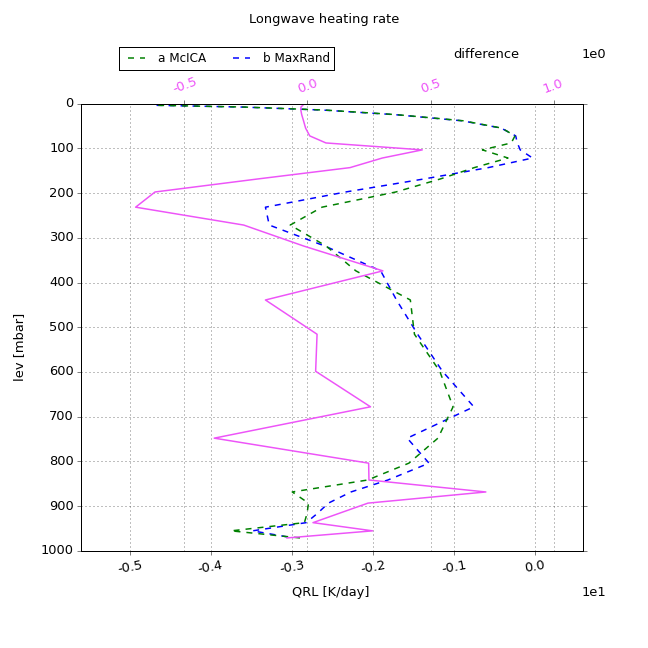 Longwave heating rate
a McICA b MaxRand
difference 1e0
-0.5 0.0 0.5 1.0
0
100
200
300
400
500
600
700
800
900
1000
lev [mbar]
-0.5 -0.4 -0.3 -0.2 -0.1 0.0
QRL [K/day] 1e1